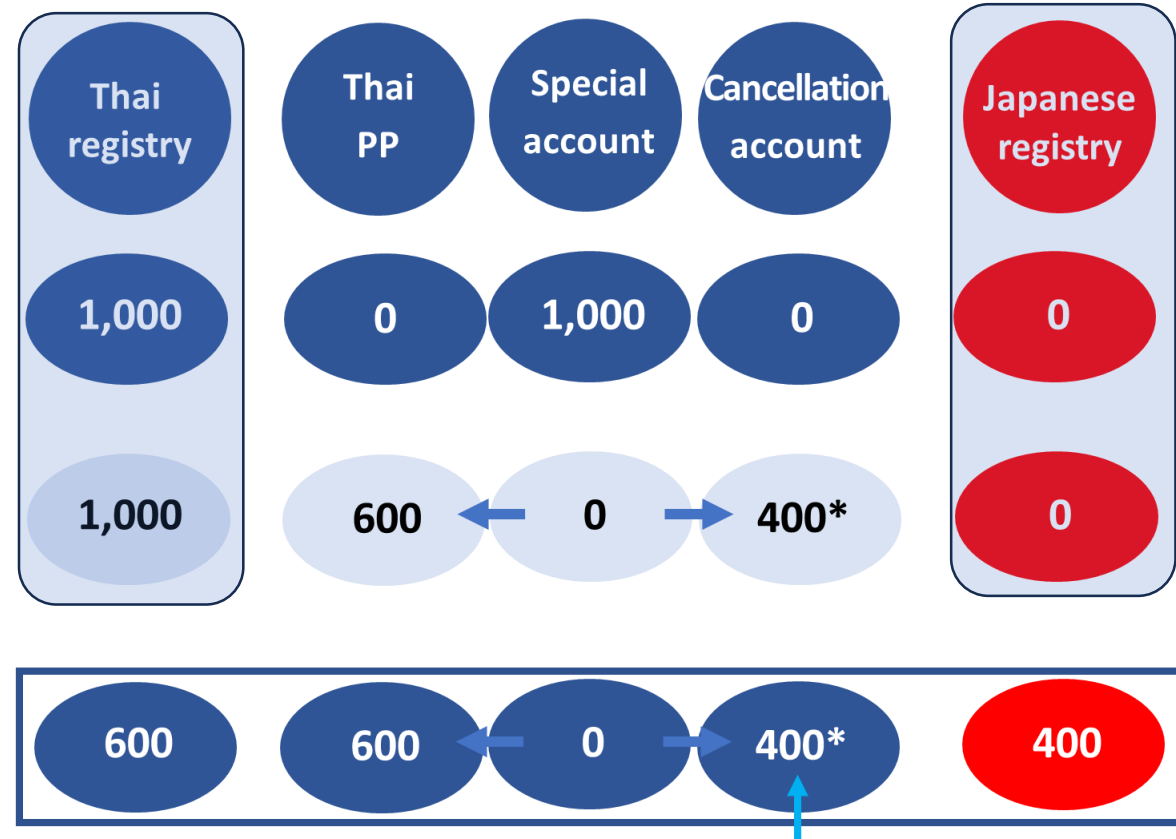 Thai
registry
Thai
PP
Special
account
Cancellation
account
Japanese
registry
1,000
0
1,000
0
0
1,000
600
0
400*
0
600
600
0
400*
400